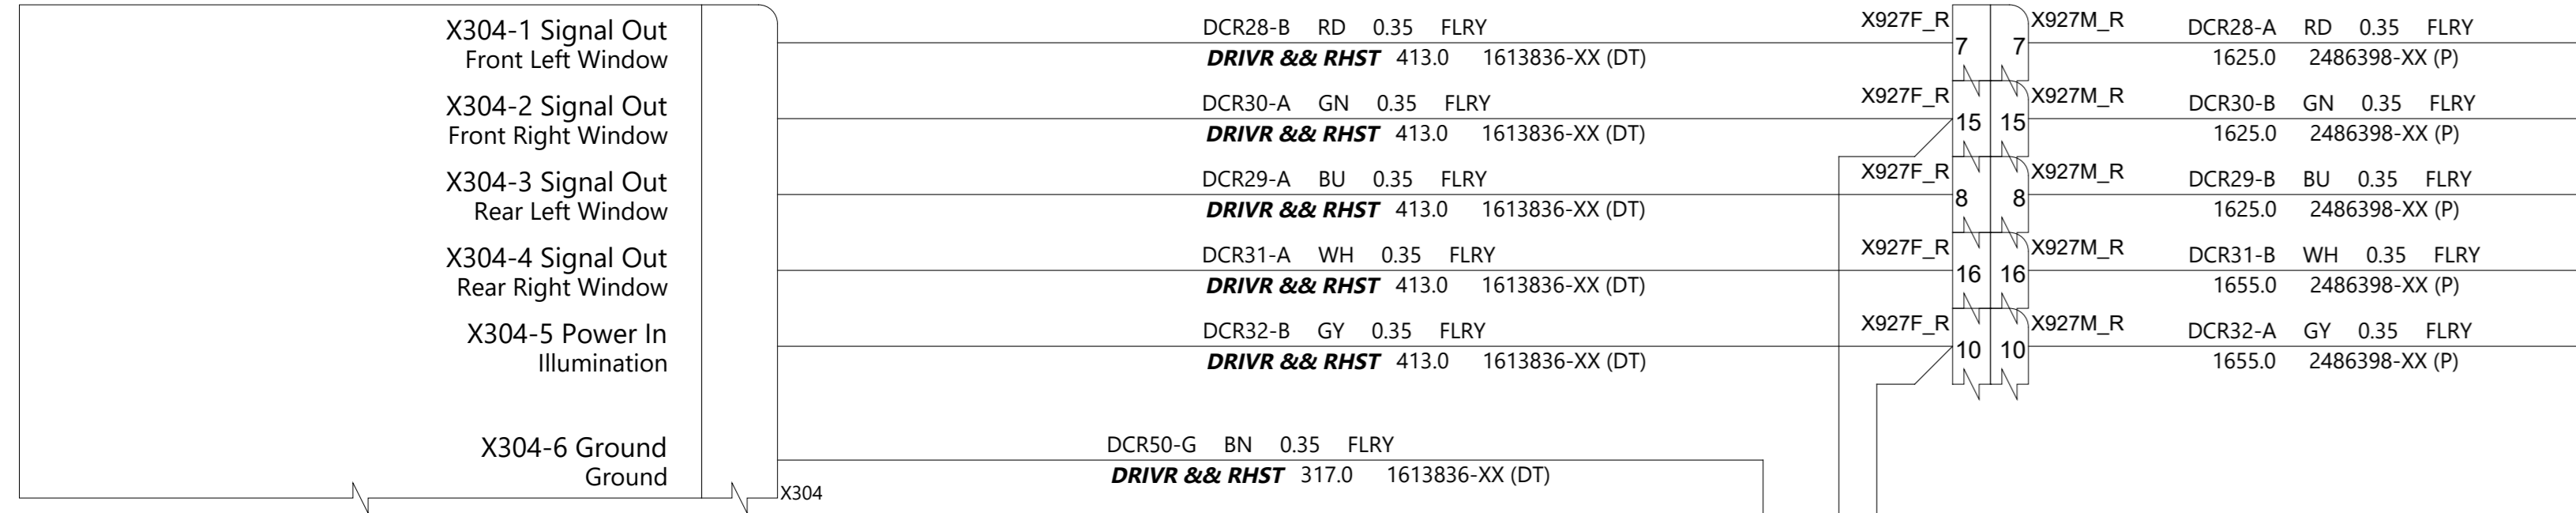 X304-1 Signal Out
Front Left Window
DCR28-B RD 0.35 FLRY
DRIVR && RHST 413.0 1613836-XX (DT)
X927F_R
7 7
X927M_R
DCR28-A RD 0.35 FLRY
1625.0 2486398-XX (P)
X304-2 Signal Out
Front Right Window
DCR30-A GN 0.35 FLRY
DRIVR && RHST 413.0 1613836-XX (DT)
X927F_R
15 15
X927M_R
DCR30-B GN 0.35 FLRY
1625.0 2486398-XX (P)
X304-3 Signal Out
Rear Left Window
DCR29-A BU 0.35 FLRY
DRIVR && RHST 413.0 1613836-XX (DT)
X927F_R
8 8
X927M_R
DCR29-B BU 0.35 FLRY
1625.0 2486398-XX (P)
X304-4 Signal Out
Rear Right Window
DCR31-A WH 0.35 FLRY
DRIVR && RHST 413.0 1613836-XX (DT)
X927F_R
16 16
X927M_R
DCR31-B WH 0.35 FLRY
1655.0 2486398-XX (P)
X304-5 Power In
Illumination
DCR32-B GY 0.35 FLRY
DRIVR && RHST 413.0 1613836-XX (DT)
X927F_R
10 10
X927M_R
DCR32-A GY 0.35 FLRY
1655.0 2486398-XX (P)
X304-6 Ground
Ground
DCR50-G BN 0.35 FLRY
DRIVR && RHST 317.0 1613836-XX (DT)
X304